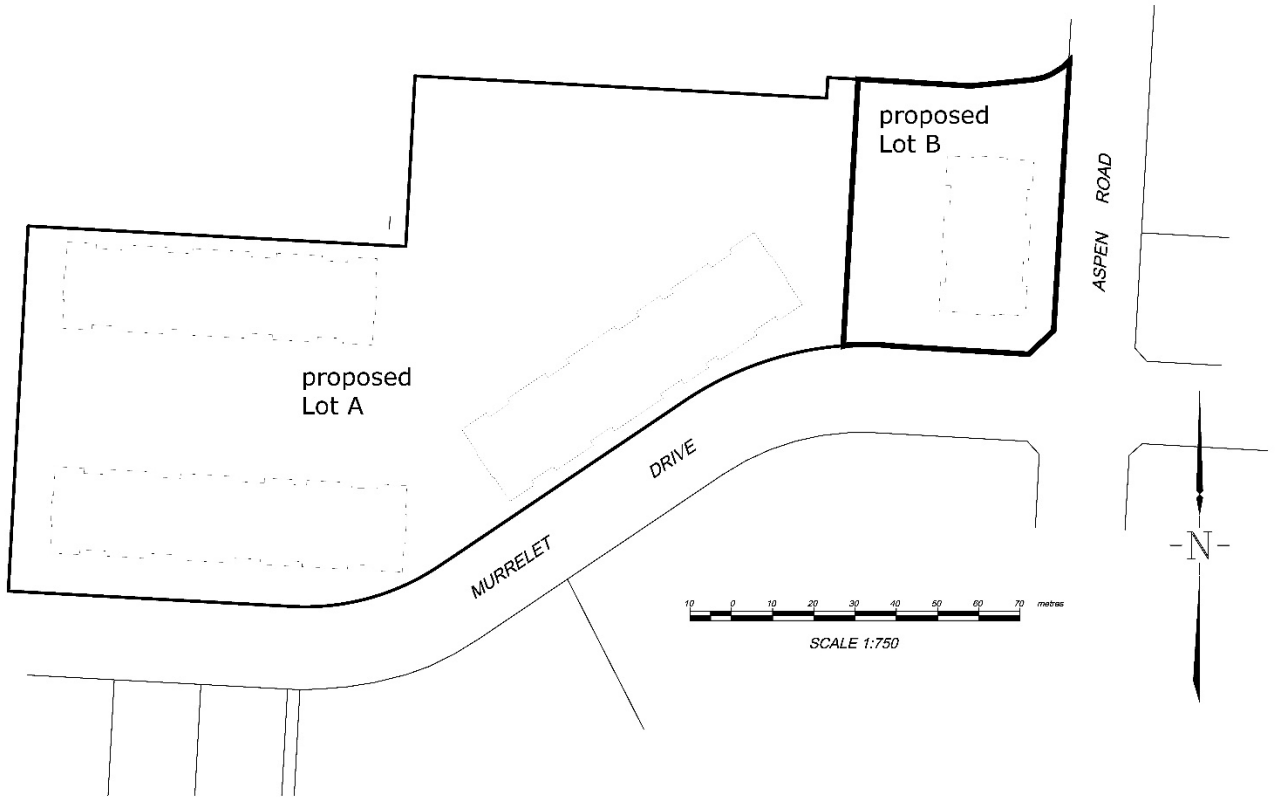 proposed
Lot B
ASPEN ROAD
proposed
Lot A
MURRELET DRIVE
10 0 10 20 30 40 50 60 70 metres
SCALE 1:750
-N-